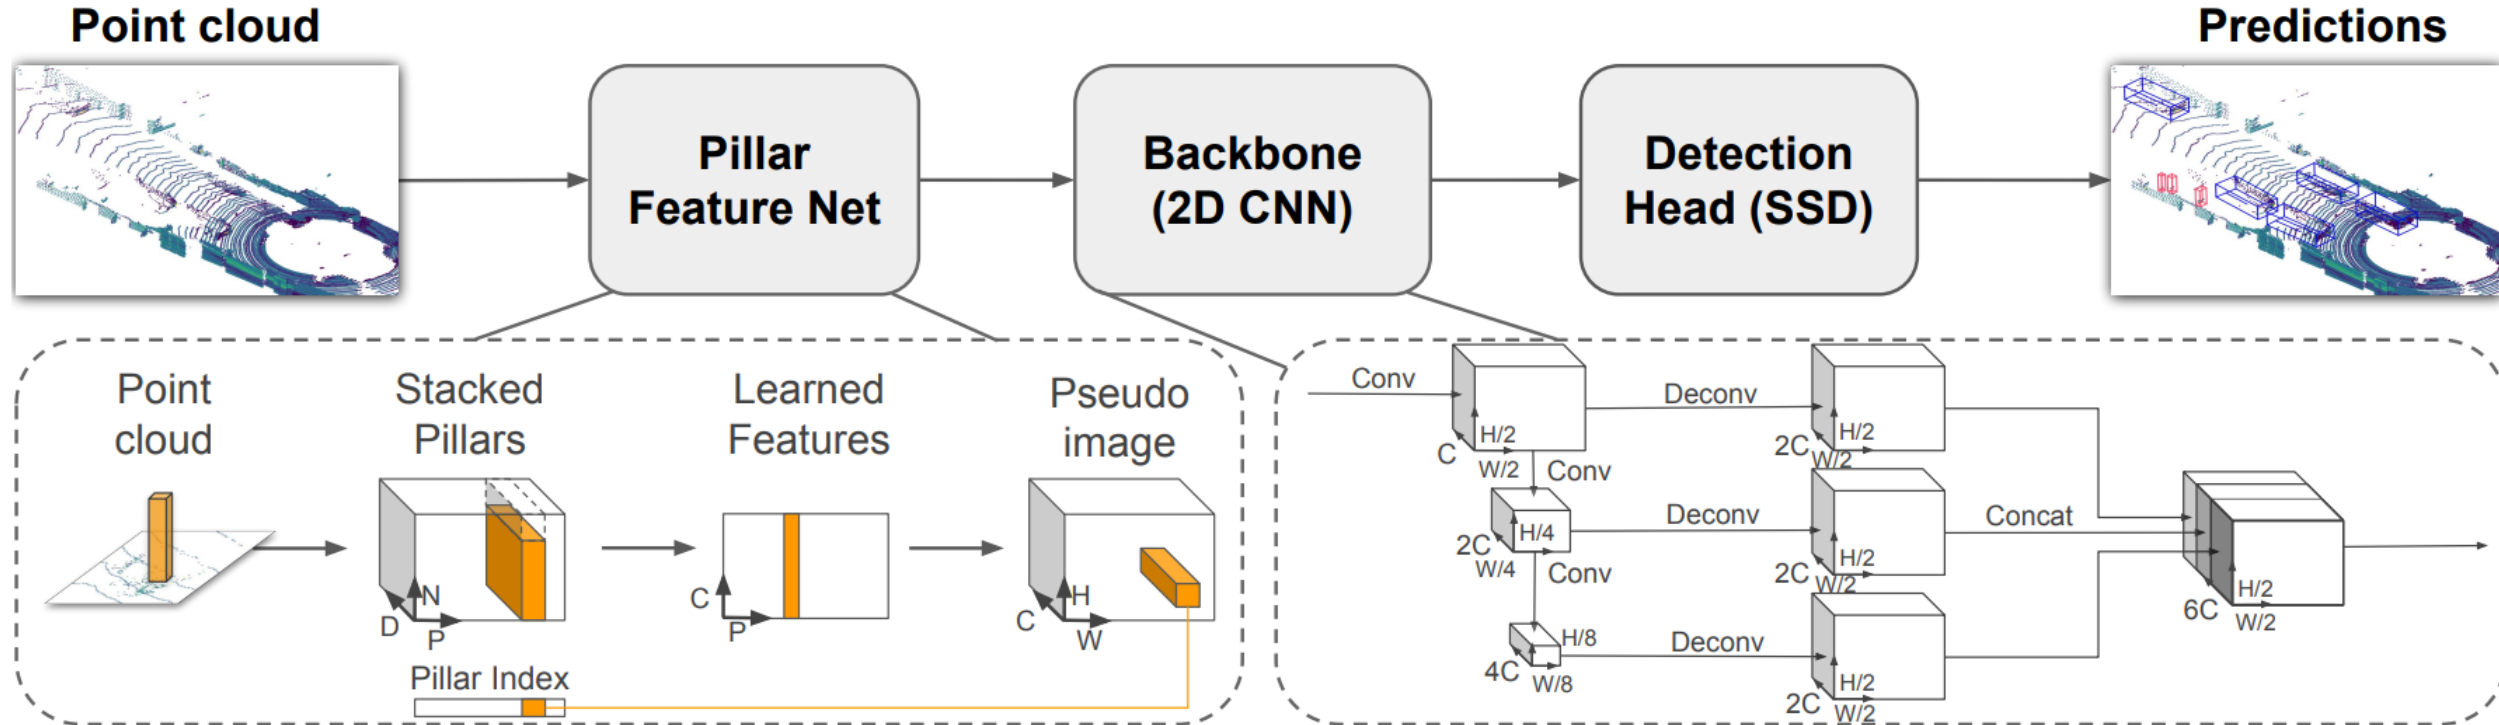 Point cloud
Predictions
Pillar
Feature Net
Backbone
(2D CNN)
Detection
Head (SSD)
Point
cloud
Stacked
Pillars
Learned
Features
Pseudo
image
N
D
P
C
P
H
C
W
Pillar Index
Conv
H/2
C
W/2
Conv
H/4
2C
W/4
Conv
H/8
4C
W/8
Deconv
H/2
2C
W/2
Deconv
H/2
2C
W/2
Deconv
H/2
2C
W/2
Concat
H/2
6C
W/2